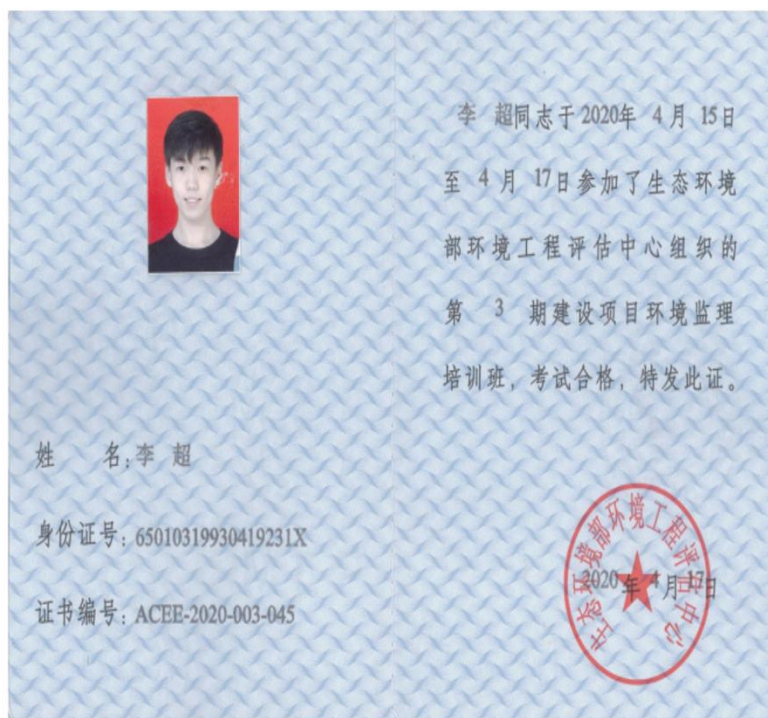 李 超同志于2020年 4月 15日
至 4月 17日参加了生态环境
部环境工程评估中心组织的
第 3 期建设项目环境监理
培训班，考试合格，特发此证。
姓 名：李 超
身份证号：65010319930419231X
证书编号：ACEE-2020-003-045
生态环境部环境工程评估中心
2020年 4月 17日